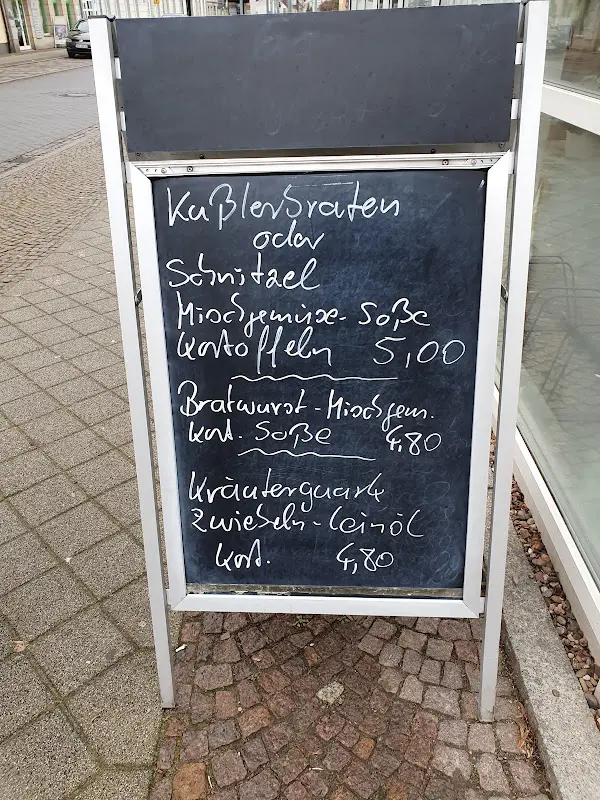 Kaßlerbraten
oder
Schnitzel
Mischgemüse-Soße
Kartoffeln 5,00
Bratwurst-Mischgem.
Kart. Soße 4,80
Kräuterquark
Zwiebeln-Leinöl
Kart. 4,80